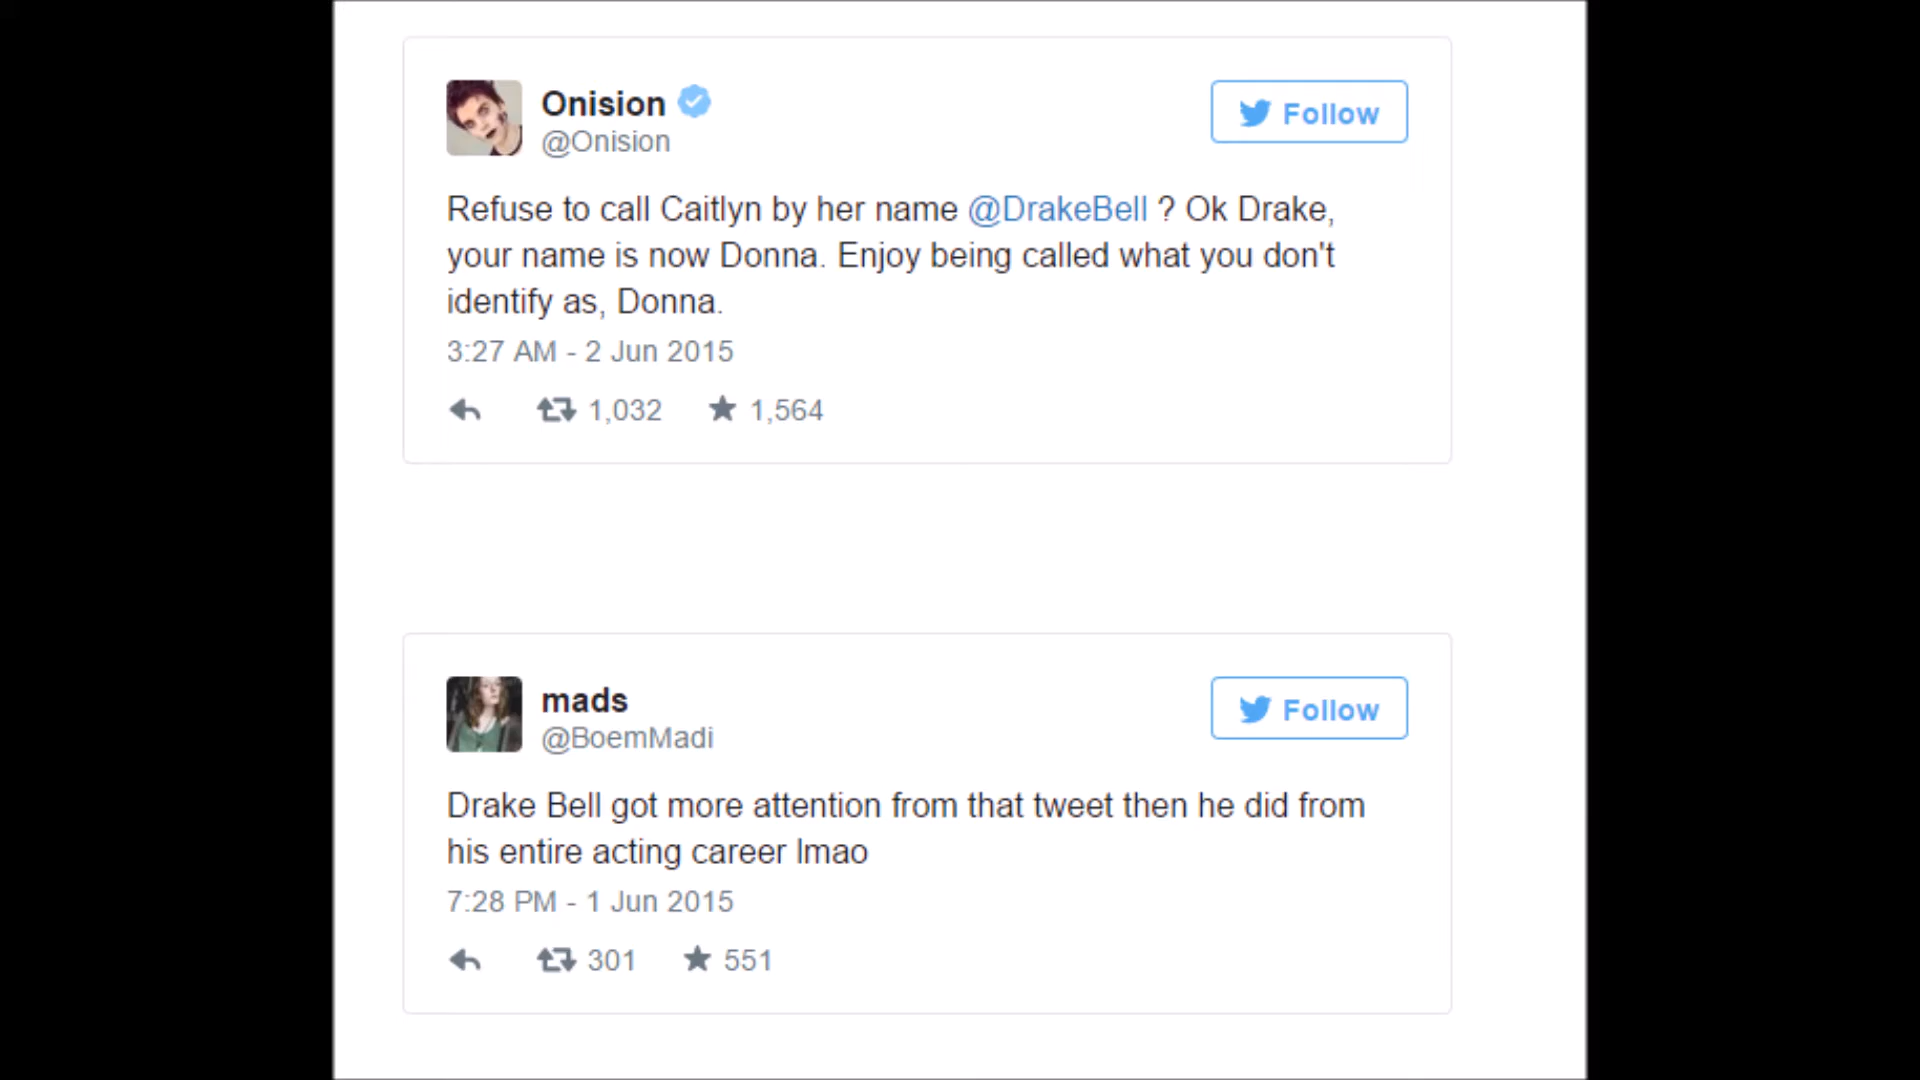 Onision
@Onision
Follow
Refuse to call Caitlyn by her name @DrakeBell ? Ok Drake,
your name is now Donna. Enjoy being called what you don't
identify as, Donna.
3:27 AM - 2 Jun 2015
1,032 1,564
mads
@BoemMadi
Follow
Drake Bell got more attention from that tweet then he did from
his entire acting career lmao
7:28 PM - 1 Jun 2015
301 551